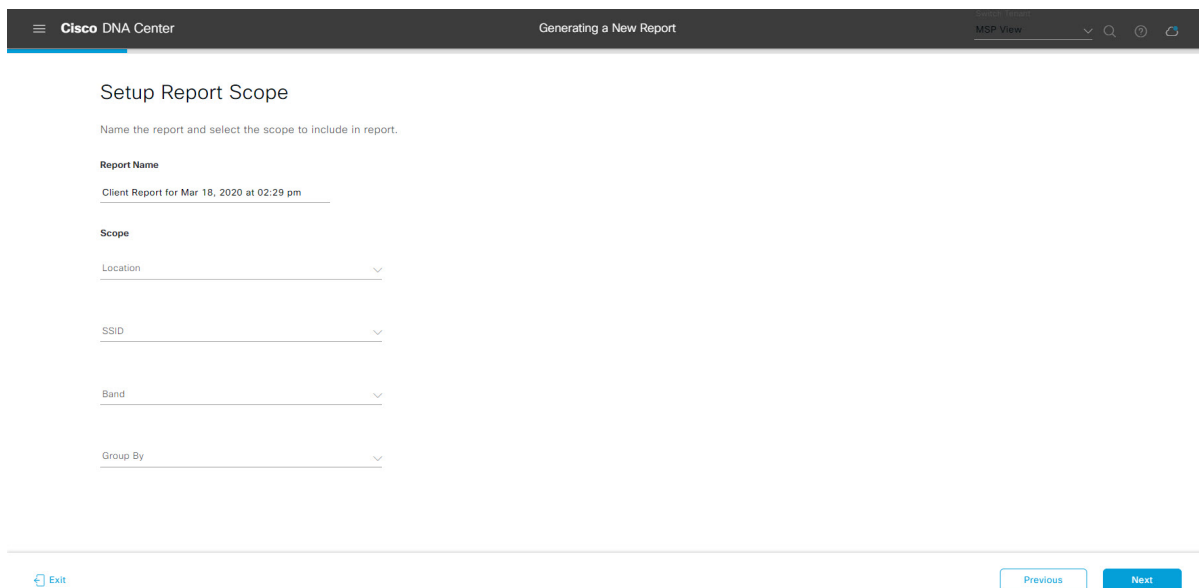 Cisco DNA Center
Generating a New Report
MSP View
Setup Report Scope
Name the report and select the scope to include in report.
Report Name
Client Report for Mar 18, 2020 at 02:29 pm
Scope
Location
SSID
Band
Group By
Exit
Previous
Next